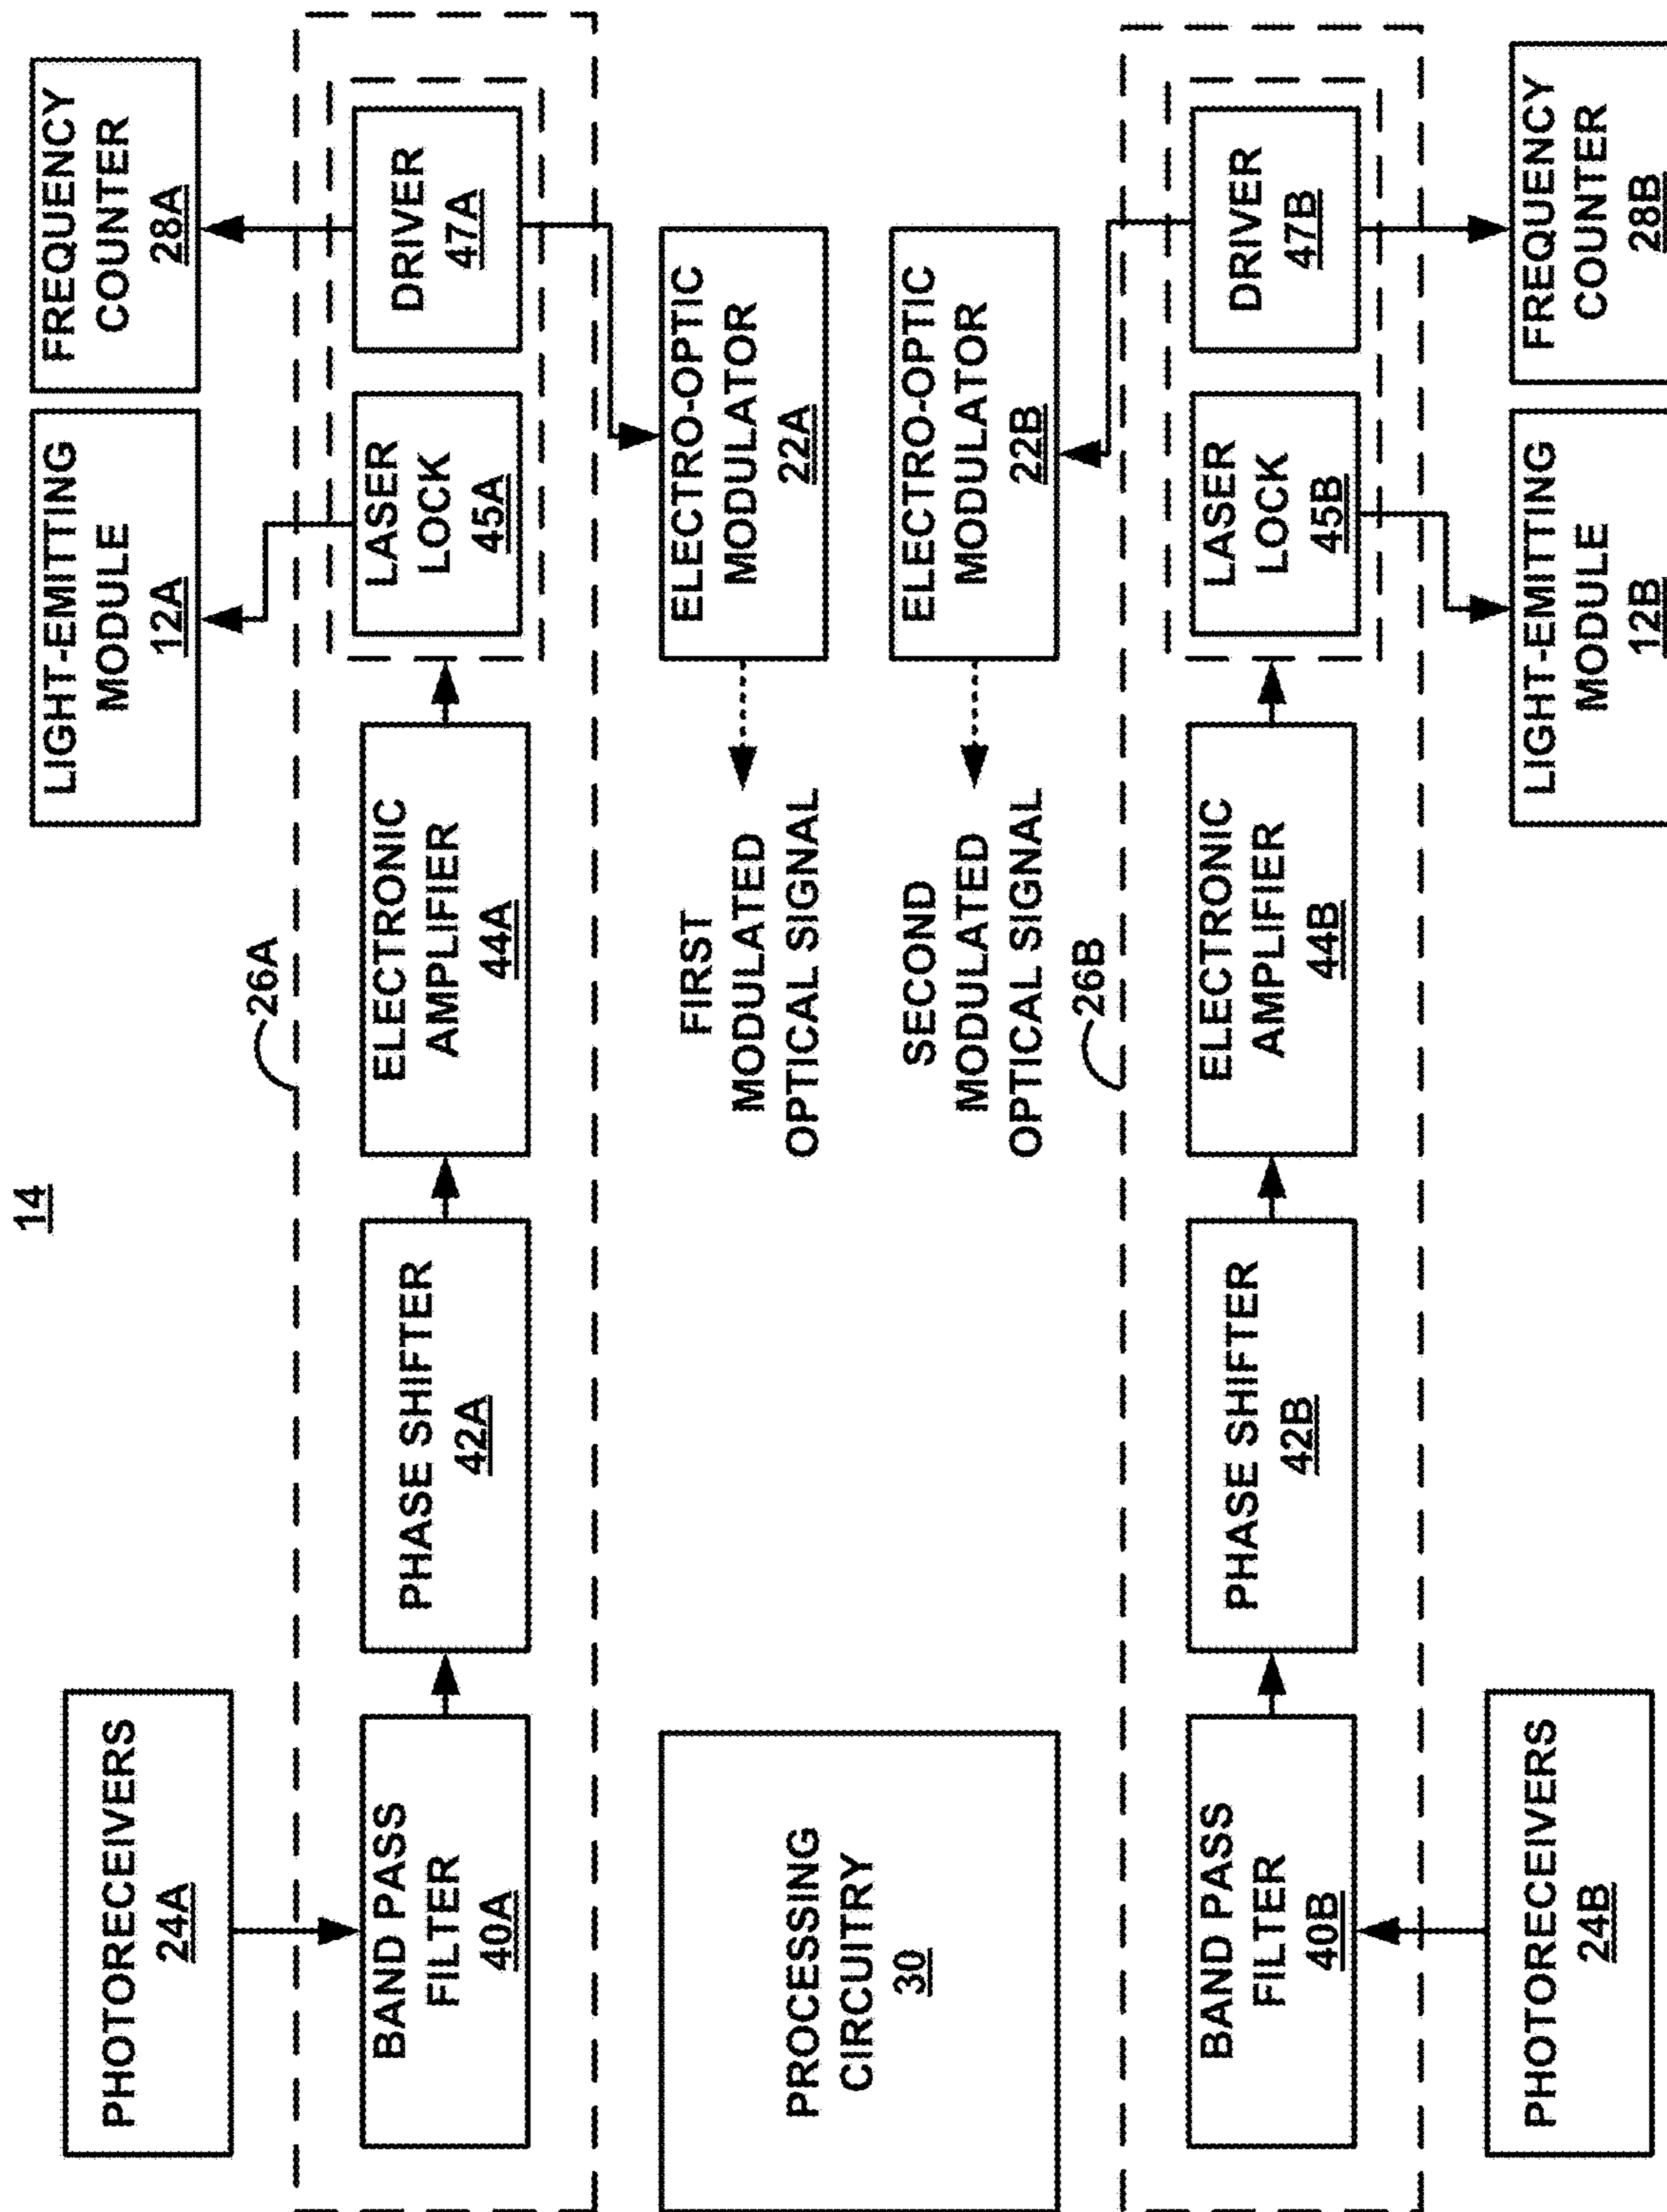 14
PHOTORECEIVERS
24A
LIGHT-EMITTING
MODULE
12A
FREQUENCY
COUNTER
28A
26A
BAND PASS
FILTER
40A
PHASE SHIFTER
42A
ELECTRONIC
AMPLIFIER
44A
LASER
LOCK
45A
DRIVER
47A
PROCESSING
CIRCUITRY
30
FIRST
MODULATED
OPTICAL SIGNAL
ELECTRO-OPTIC
MODULATOR
22A
SECOND
MODULATED
OPTICAL SIGNAL
ELECTRO-OPTIC
MODULATOR
22B
26B
BAND PASS
FILTER
40B
PHASE SHIFTER
42B
ELECTRONIC
AMPLIFIER
44B
LASER
LOCK
45B
DRIVER
47B
PHOTORECEIVERS
24B
LIGHT-EMITTING
MODULE
12B
FREQUENCY
COUNTER
28B